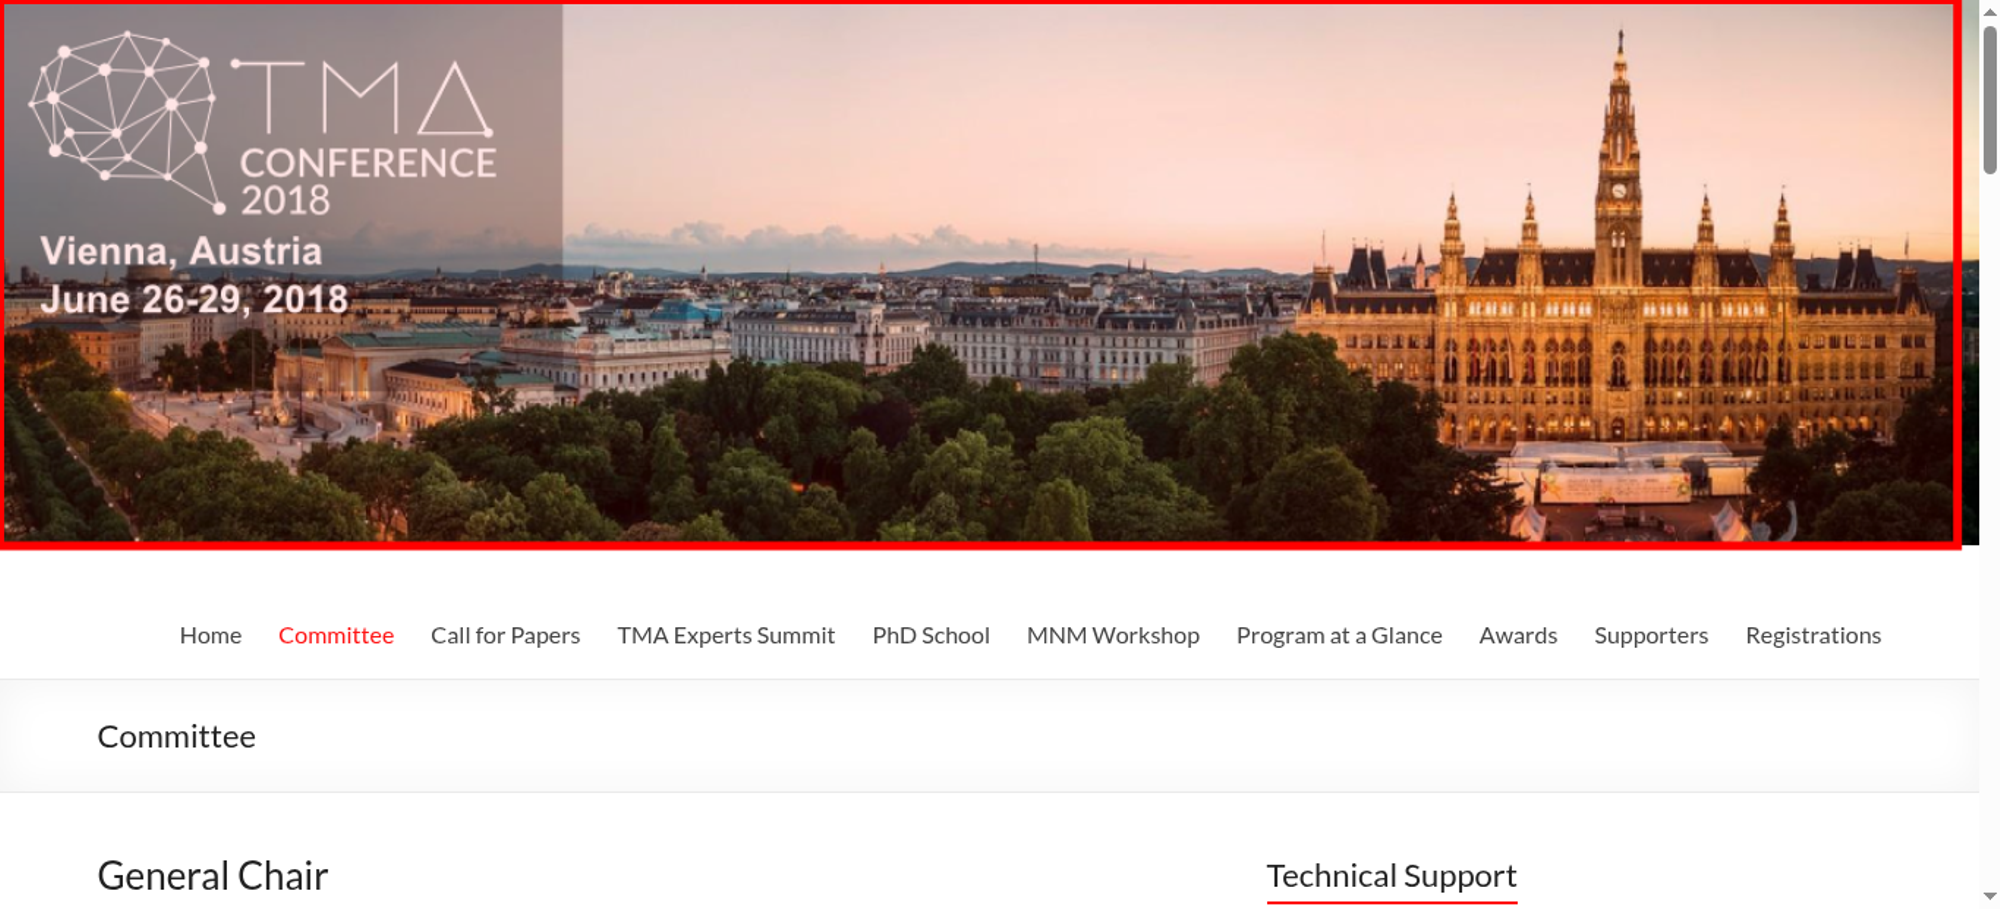 TMA
CONFERENCE
2018
Vienna, Austria
June 26-29, 2018
Home Committee Call for Papers TMA Experts Summit PhD School MNM Workshop Program at a Glance Awards Supporters Registrations
Committee
General Chair
Technical Support